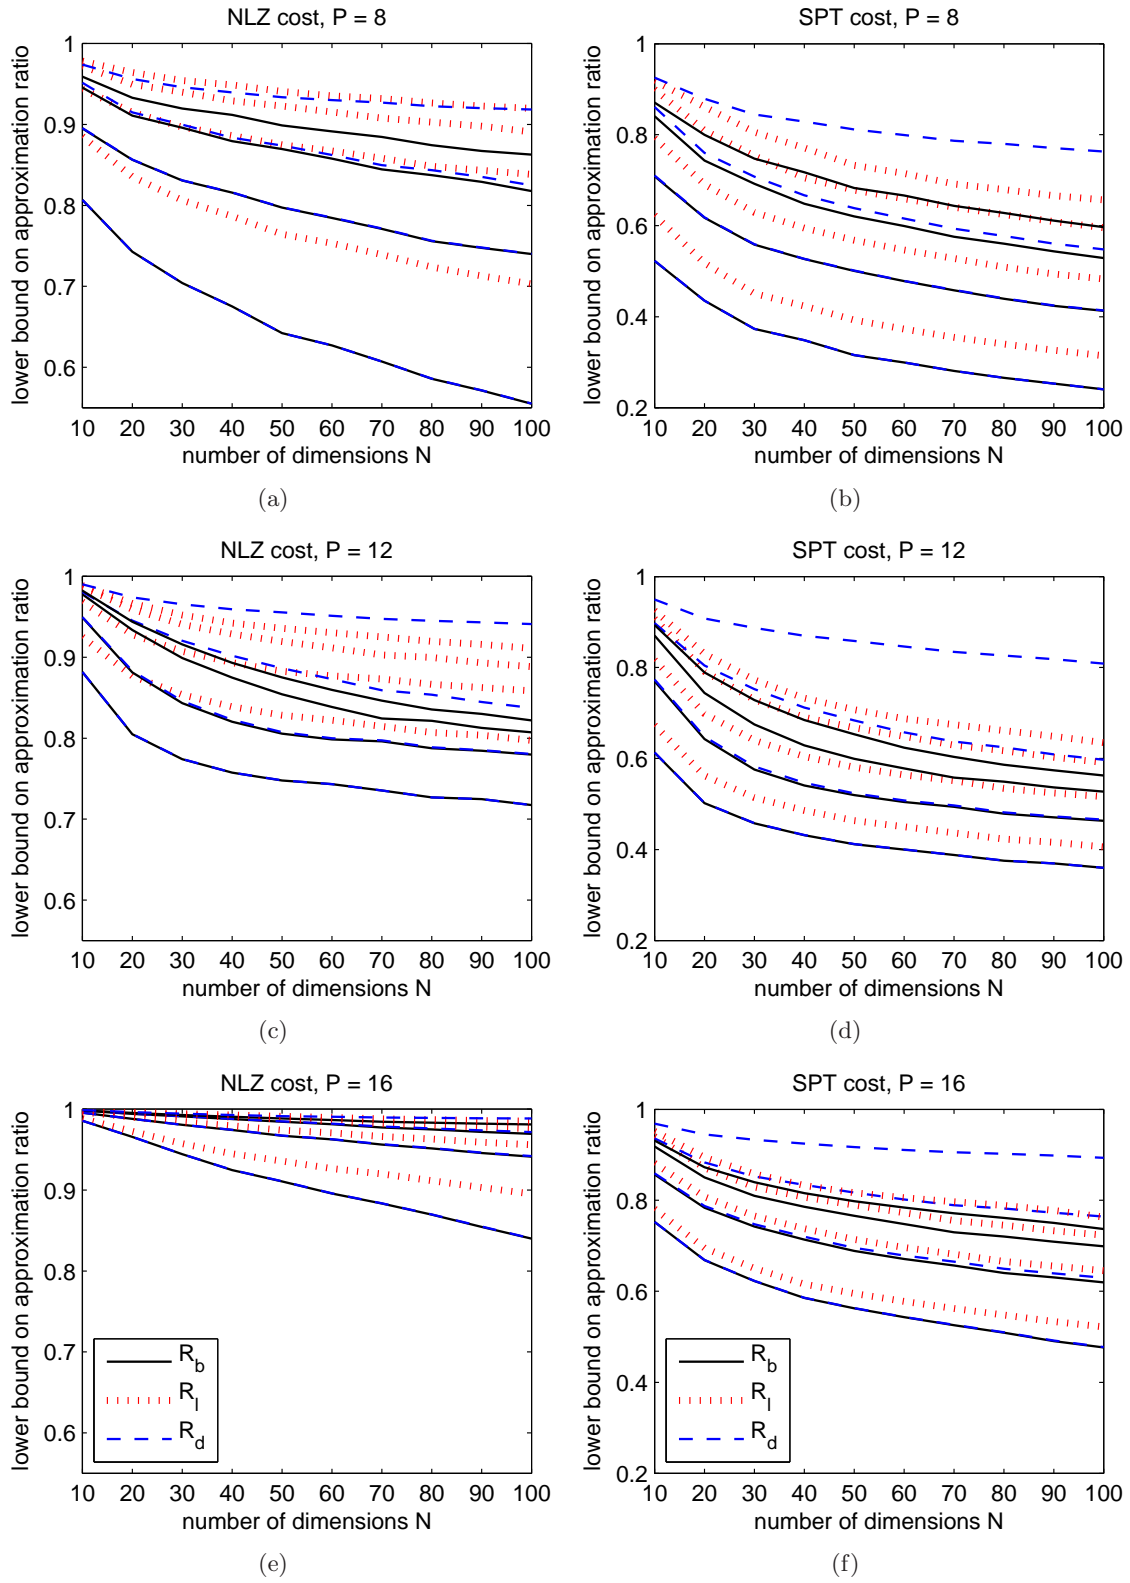 NLZ cost, P = 8
lower bound on approximation ratio
1
0.9
0.8
0.7
0.6
10 20 30 40 50 60 70 80 90 100
number of dimensions N
(a)
SPT cost, P = 8
lower bound on approximation ratio
1
0.8
0.6
0.4
0.2
10 20 30 40 50 60 70 80 90 100
number of dimensions N
(b)
NLZ cost, P = 12
lower bound on approximation ratio
1
0.9
0.8
0.7
0.6
10 20 30 40 50 60 70 80 90 100
number of dimensions N
(c)
SPT cost, P = 12
lower bound on approximation ratio
1
0.8
0.6
0.4
0.2
10 20 30 40 50 60 70 80 90 100
number of dimensions N
(d)
NLZ cost, P = 16
lower bound on approximation ratio
1
0.9
0.8
0.7
0.6
R_b
R_l
R_d
10 20 30 40 50 60 70 80 90 100
number of dimensions N
(e)
SPT cost, P = 16
lower bound on approximation ratio
1
0.8
0.6
0.4
0.2
R_b
R_l
R_d
10 20 30 40 50 60 70 80 90 100
number of dimensions N
(f)